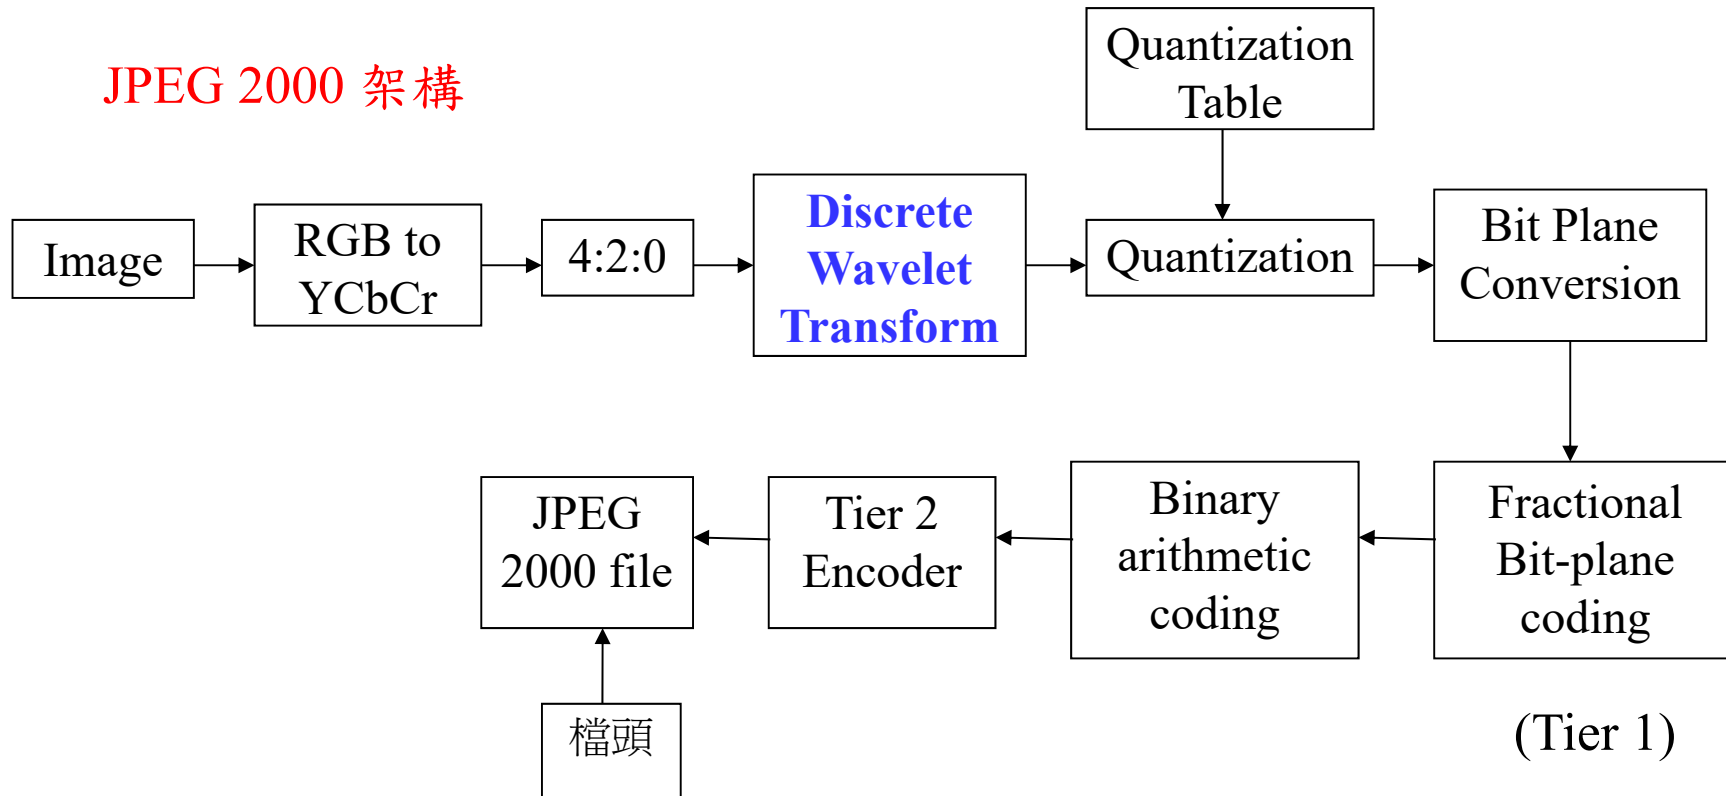 JPEG 2000 架構
Quantization
Table
Image
RGB to
YCbCr
4:2:0
Discrete
Wavelet
Transform
Quantization
Bit Plane
Conversion
JPEG
2000 file
Tier 2
Encoder
Binary
arithmetic
coding
Fractional
Bit-plane
coding
檔頭
(Tier 1)